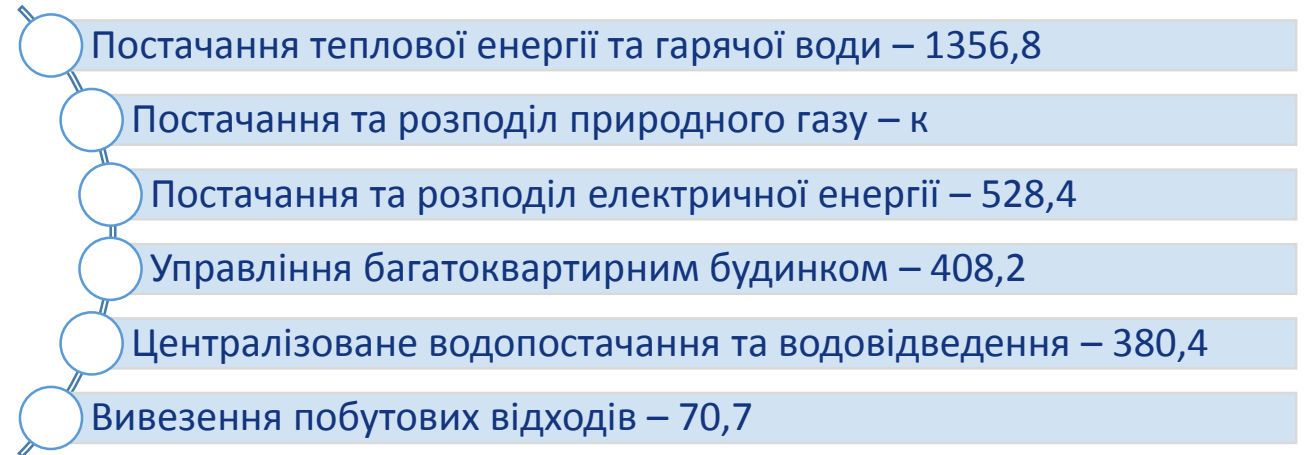 Постачання теплової енергії та гарячої води – 1356,8
Постачання та розподіл природного газу – к
Постачання та розподіл електричної енергії – 528,4
Управління багатоквартирним будинком – 408,2
Централізоване водопостачання та водовідведення – 380,4
Вивезення побутових відходів – 70,7